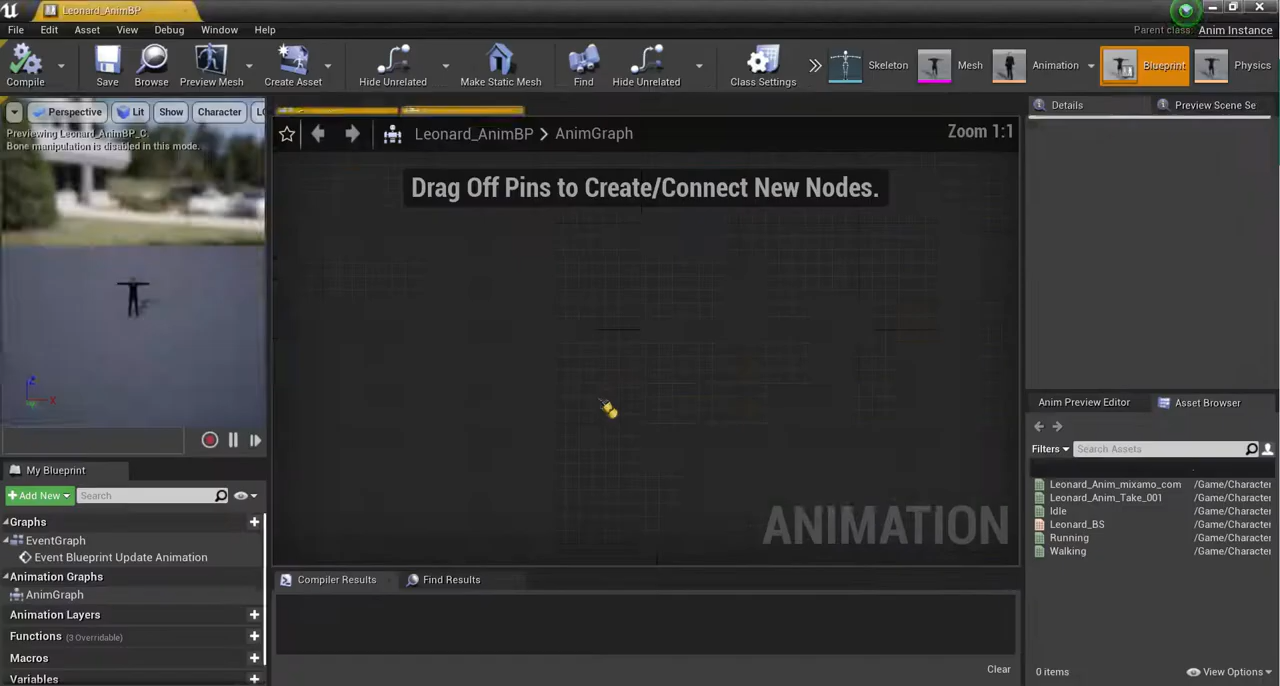 Leonard_AnimBP
File Edit Asset View Debug Window Help
Parent class: Anim Instance
Compile Save Browse Preview Mesh Create Asset Hide Unrelated Make Static Mesh Find Hide Unrelated Class Settings Skeleton Mesh Animation Blueprint Physics
Perspective Lit Show Character
Previewing Leonard_AnimBP_C
Bone manipulation is disabled in this mode.
Z
X
Leonard_AnimBP > AnimGraph
Zoom 1:1
Drag Off Pins to Create/Connect New Nodes.
ANIMATION
Details Preview Scene Se
My Blueprint
+Add New Search
Graphs
EventGraph
Event Blueprint Update Animation
Animation Graphs
AnimGraph
Animation Layers
Functions (3 Overridable)
Macros
Variables
Compiler Results Find Results
Clear
Anim Preview Editor Asset Browser
Filters Search Assets
Leonard_Anim_mixamo_com /Game/Character
Leonard_Anim_Take_001 /Game/Character
Idle /Game/Character
Leonard_BS /Game/Character
Running /Game/Character
Walking /Game/Character
0 items
View Options